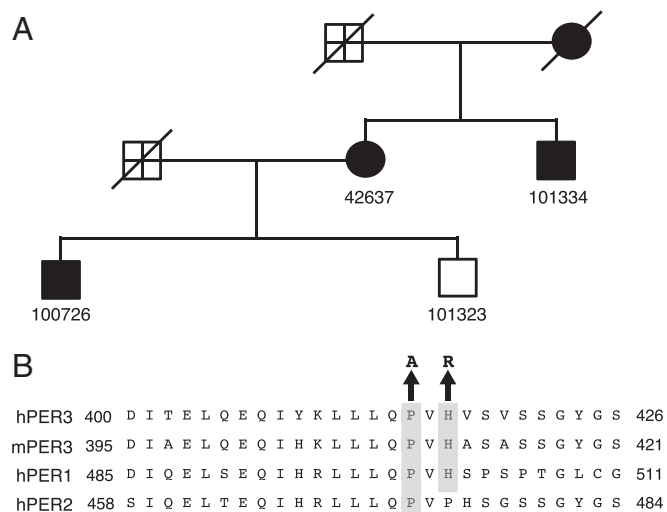 A
42637 101334
100726 101323
B
A R
hPER3 400 D I T E L Q E Q I Y K L L L Q P V H V S V S S G Y G S 426
mPER3 395 D I A E L Q E Q I H K L L L Q P V H A S A S S G Y G S 421
hPER1 485 D I Q E L S E Q I H R L L L Q P V H S P S P T G L C G 511
hPER2 458 S I Q E L T E Q I H R L L L Q P V P H S G S S G Y G S 484